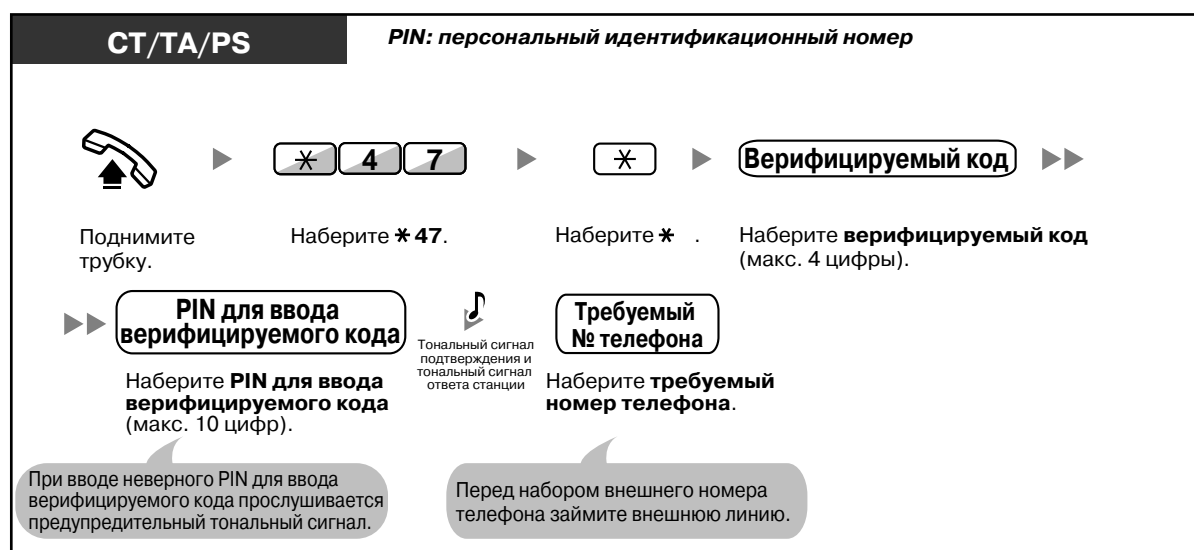 CT/TA/PS
PIN: персональный идентификационный номер
* 4 7
*
Верифицируемый код
Поднимите
трубку.
Наберите * 47.
Наберите * .
Наберите верифицируемый код
(макс. 4 цифры).
PIN для ввода
верифицируемого кода
Тональный сигнал
подтверждения и
тональный сигнал
ответа станции
Требуемый
№ телефона
Наберите PIN для ввода
верифицируемого кода
(макс. 10 цифр).
Наберите требуемый
номер телефона.
При вводе неверного PIN для ввода
верифицируемого кода прослушивается
предупредительный тональный сигнал.
Перед набором внешнего номера
телефона займите внешнюю линию.